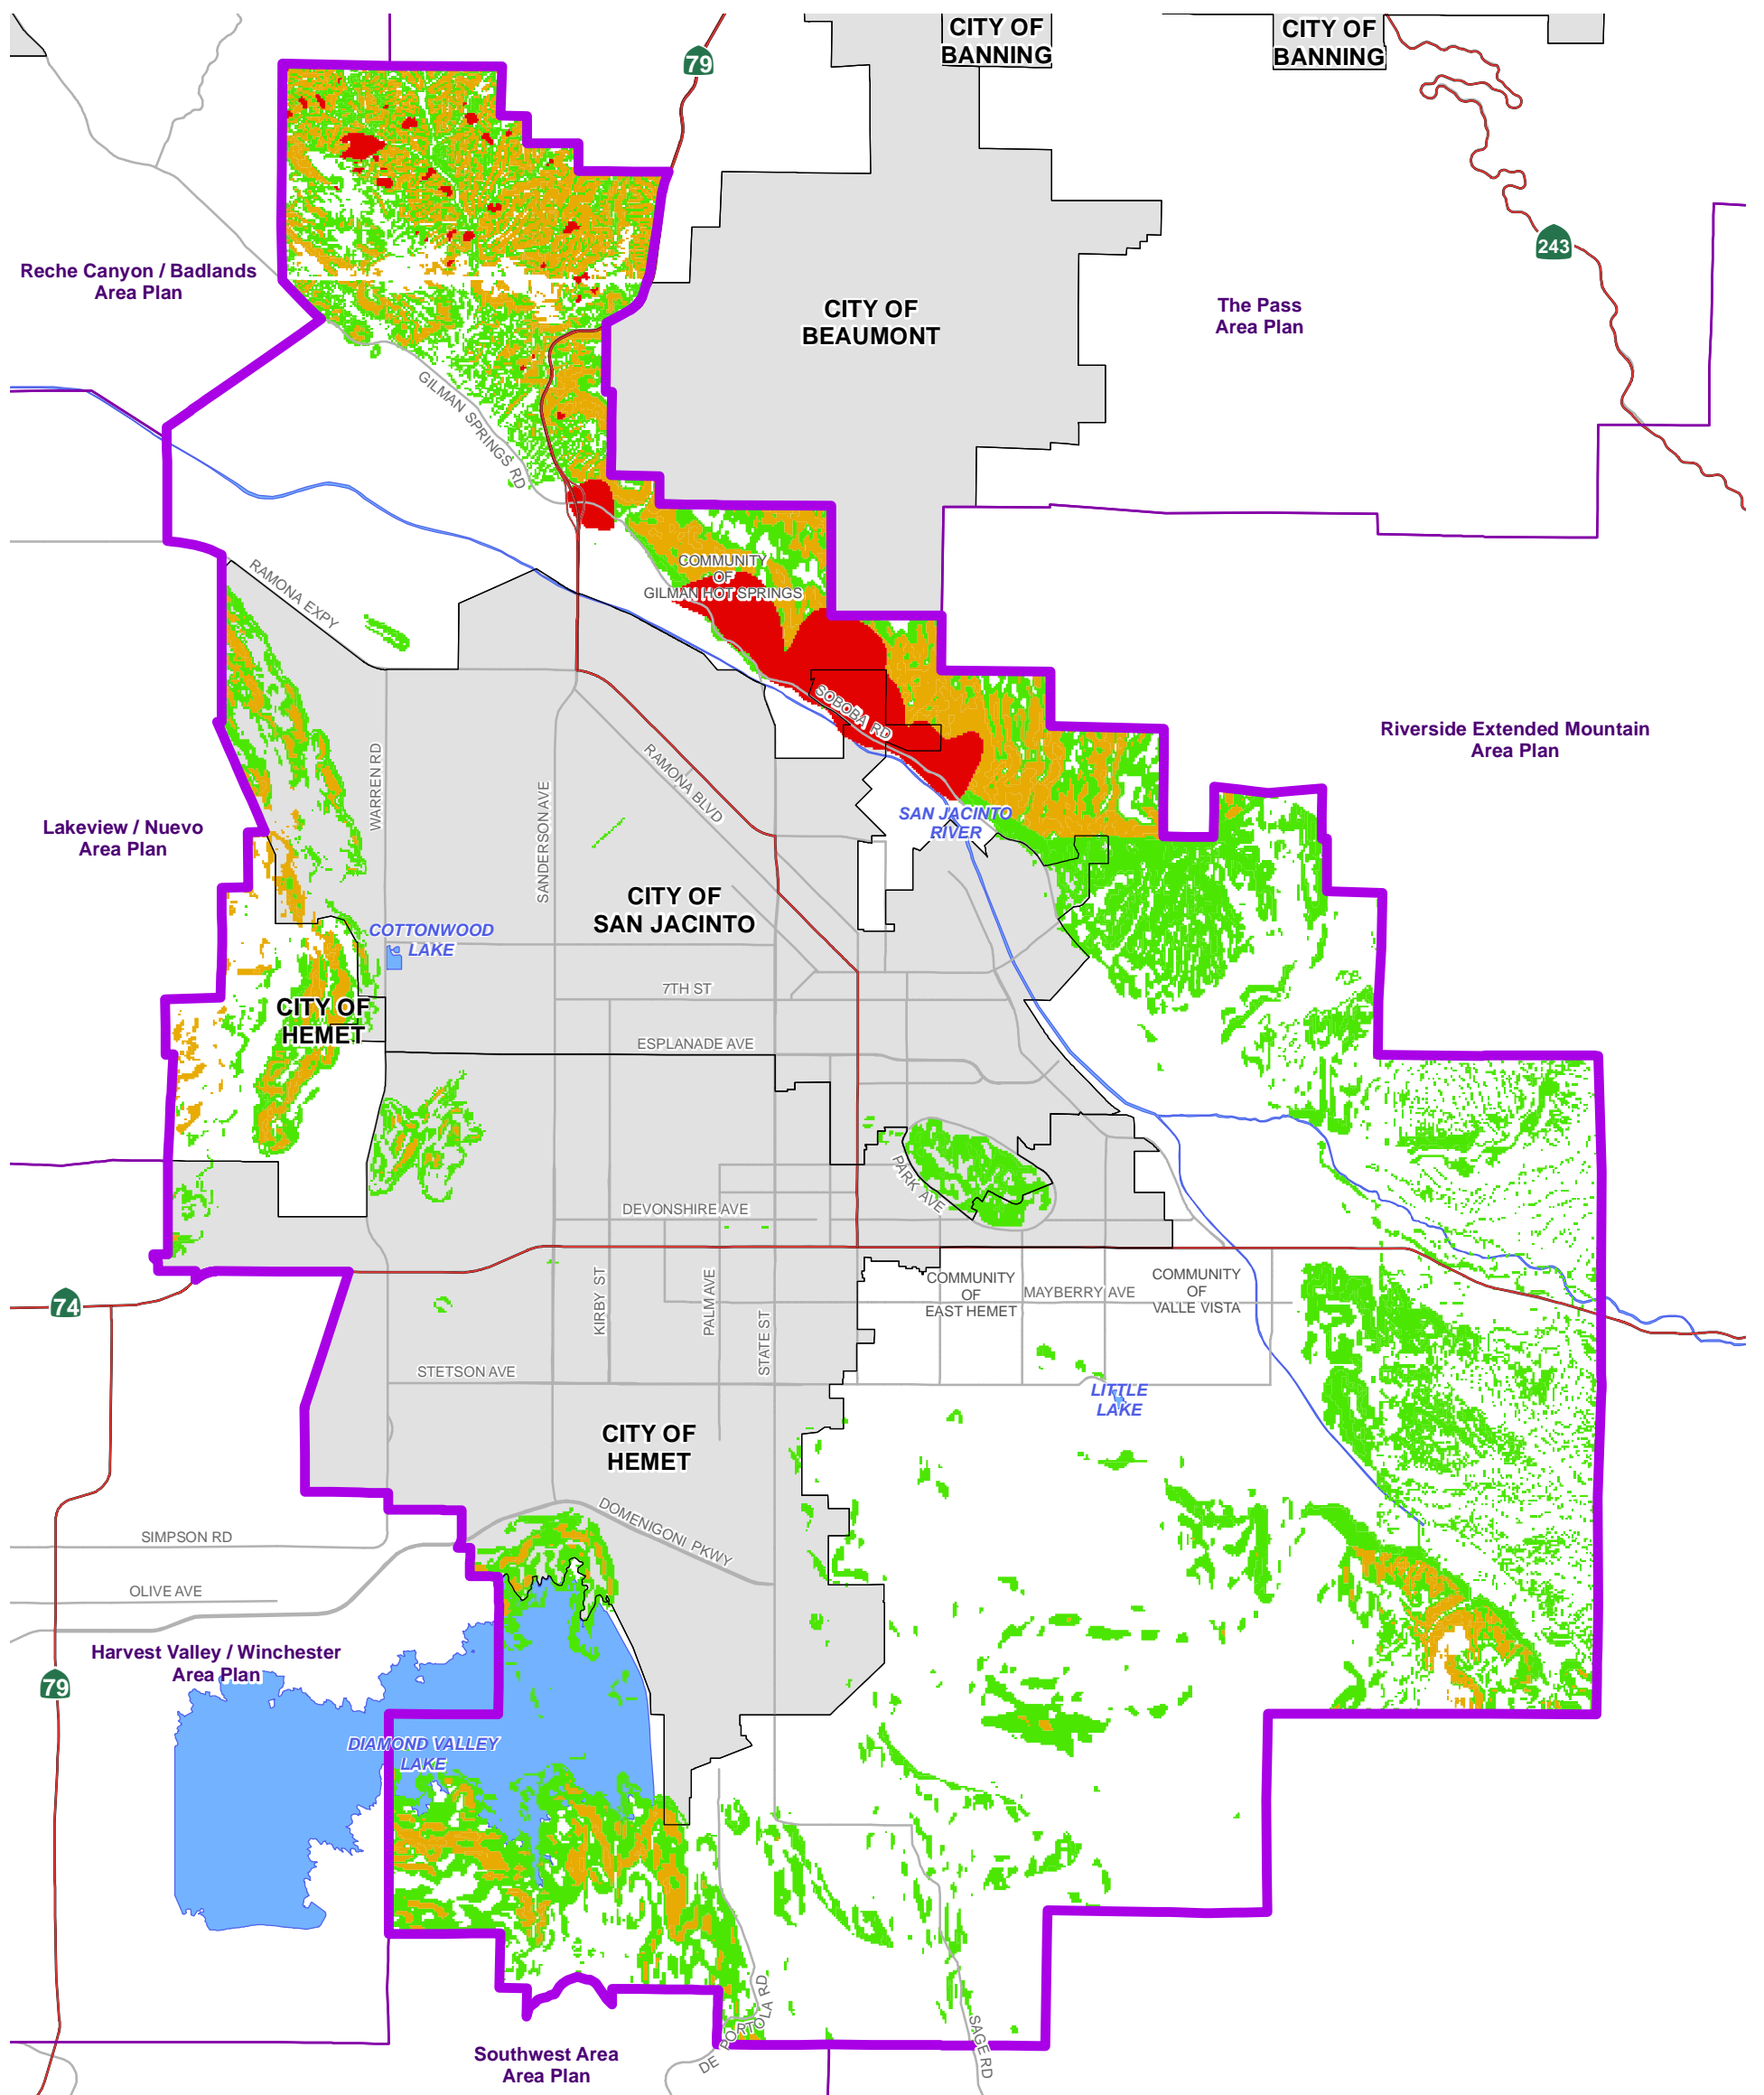 CITY OF
BANNING
CITY OF
BANNING
79
243
Reche Canyon / Badlands
Area Plan
CITY OF
BEAUMONT
The Pass
Area Plan
GILMAN SPRINGS RD
COMMUNITY
OF
GILMAN HOT SPRINGS
RAMONA EXPY
SOBOBA RD
Riverside Extended Mountain
Area Plan
WARREN RD
RAMONA BLVD
SANDERSON AVE
SAN JACINTO
RIVER
Lakeview / Nuevo
Area Plan
CITY OF
SAN JACINTO
COTTONWOOD
LAKE
7TH ST
CITY OF
HEMET
ESPLANADE AVE
PARK AVE
DEVONSHIRE AVE
74
KIRBY ST
PALM AVE
STATE ST
COMMUNITY
OF
EAST HEMET
MAYBERRY AVE
COMMUNITY
OF
VALLE VISTA
STETSON AVE
LITTLE
LAKE
CITY OF
HEMET
DOMENIGONI PKWY
SIMPSON RD
OLIVE AVE
Harvest Valley / Winchester
Area Plan
79
DIAMOND VALLEY
LAKE
DE PORTOLA RD
SAGE RD
Southwest Area
Area Plan